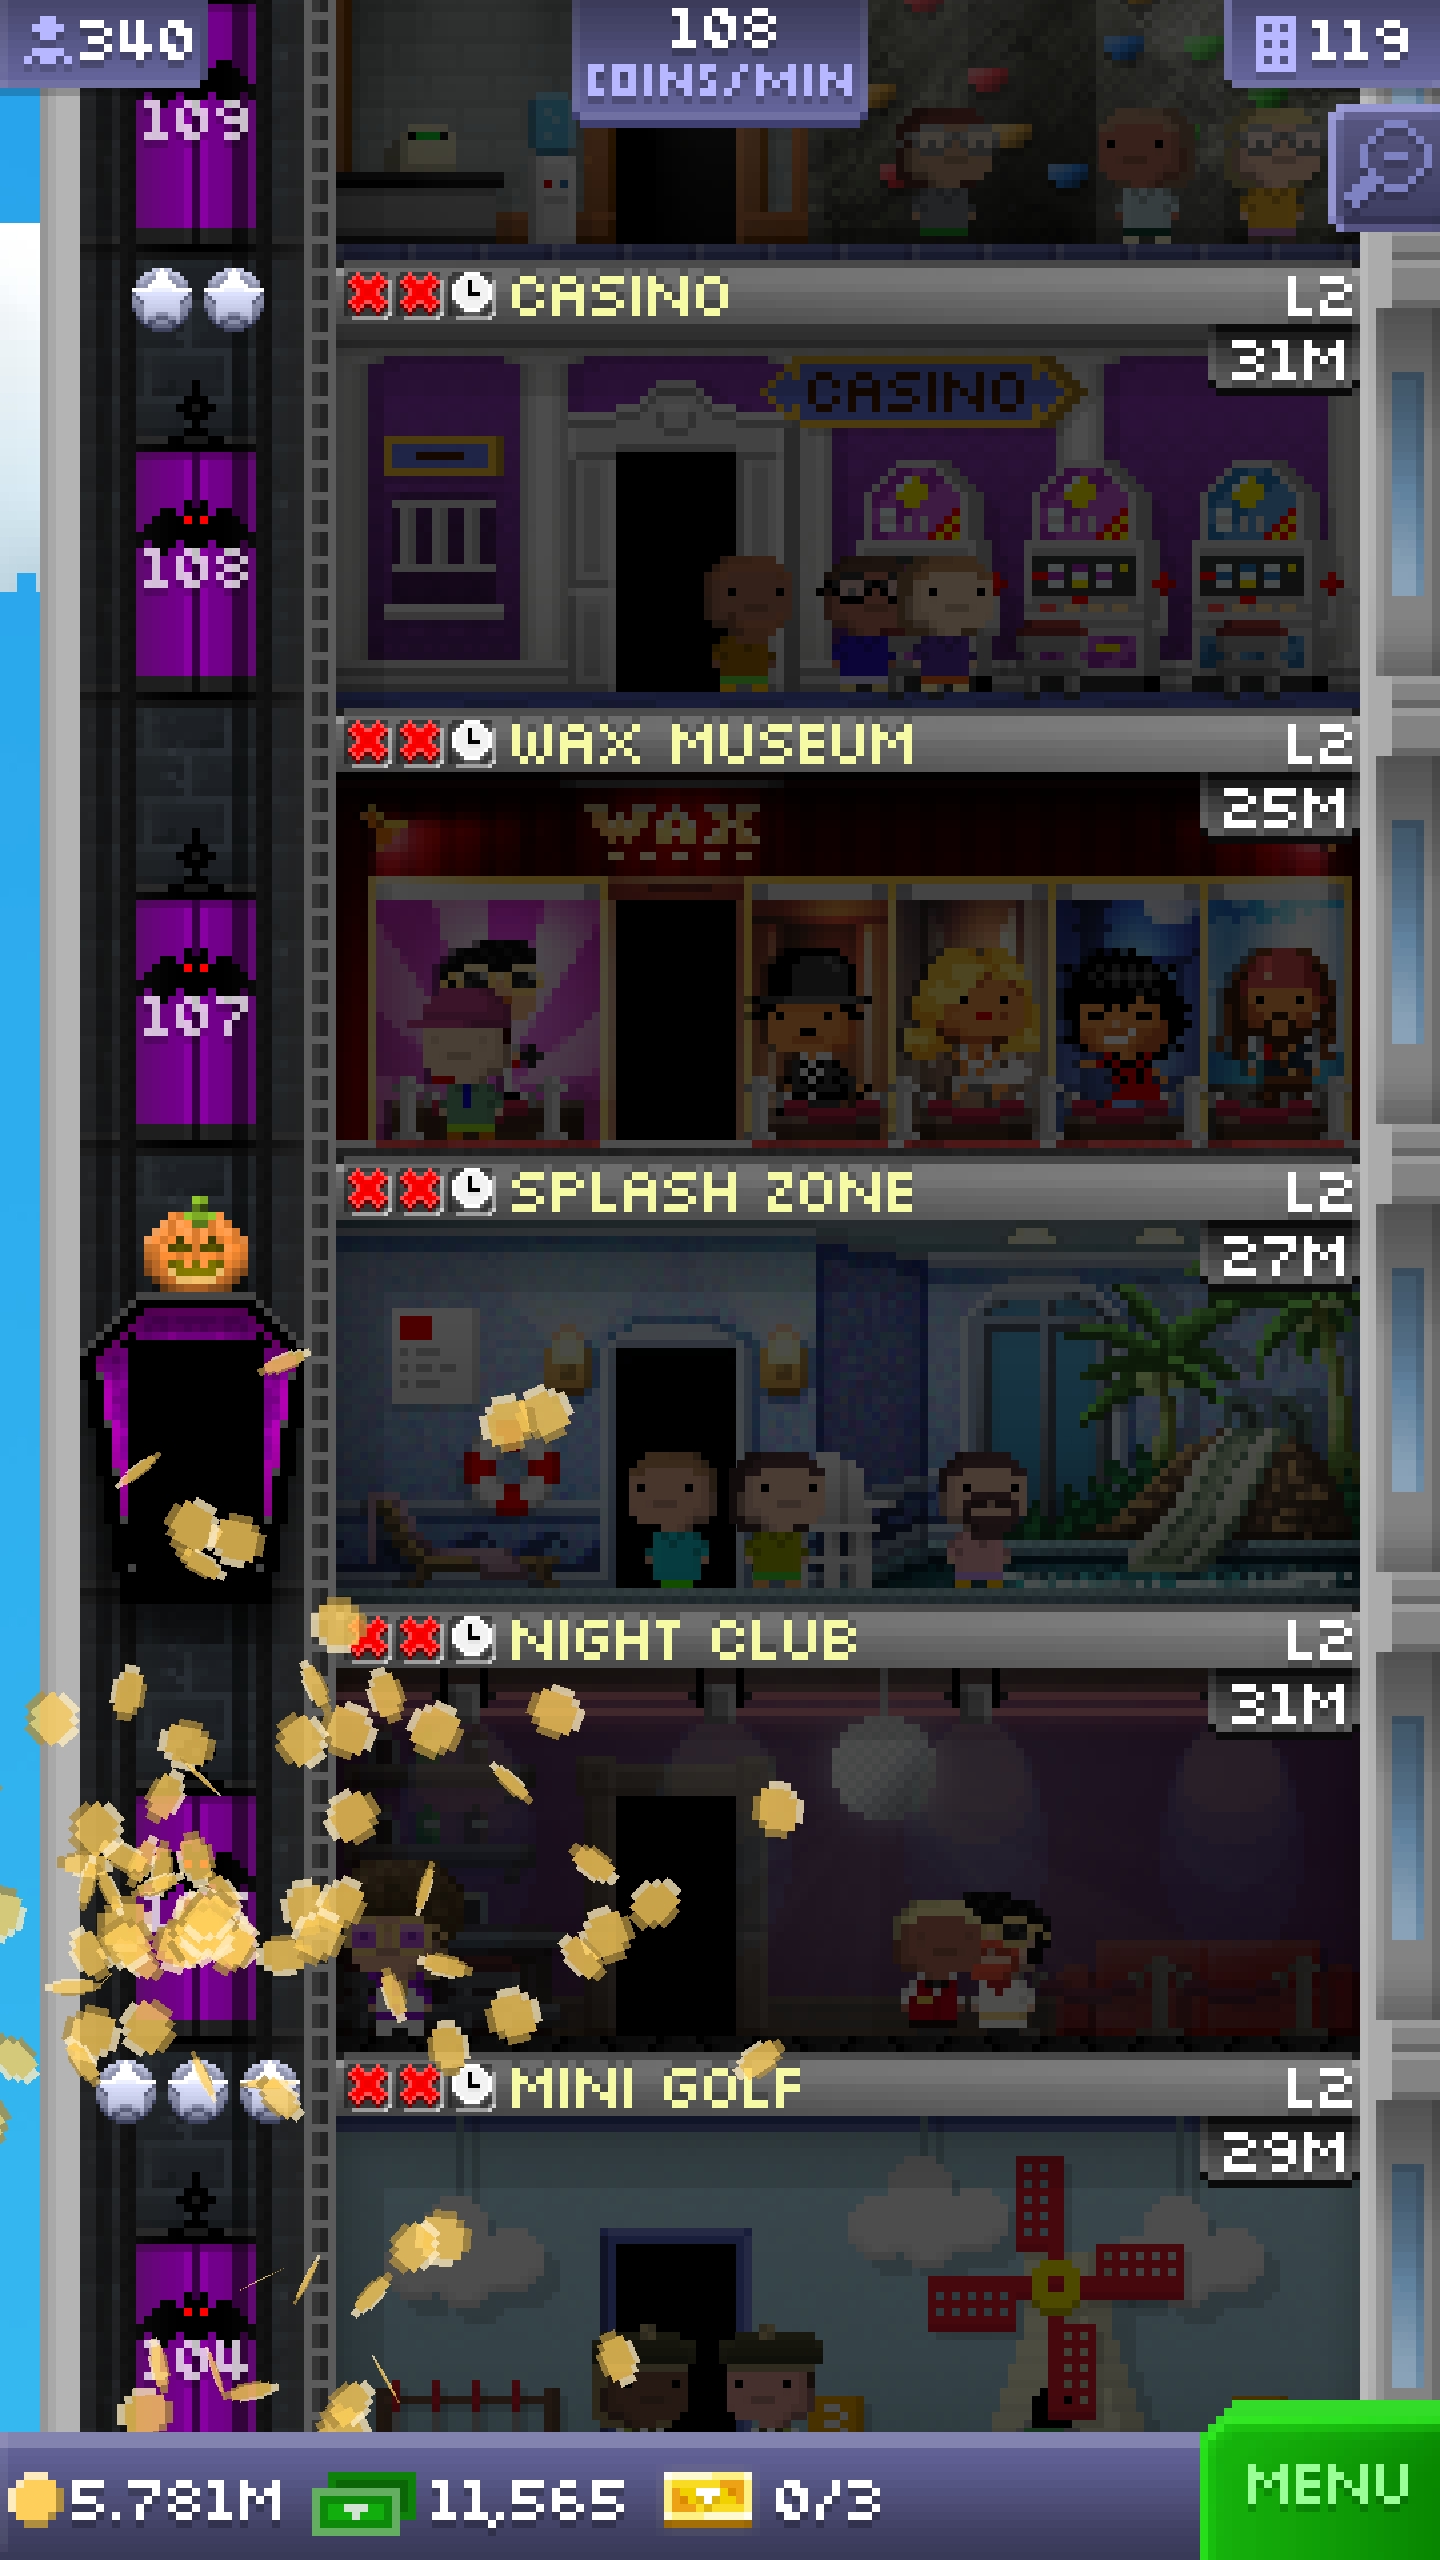 340
108
COINS/MIN
119
109
CASINO
L2
31M
CASINO
108
WAX MUSEUM
L2
25M
WAX
107
SPLASH ZONE
L2
27M
NIGHT CLUB
L2
31M
MINI GOLF
L2
29M
104
5.781M
11,565
0/3
MENU